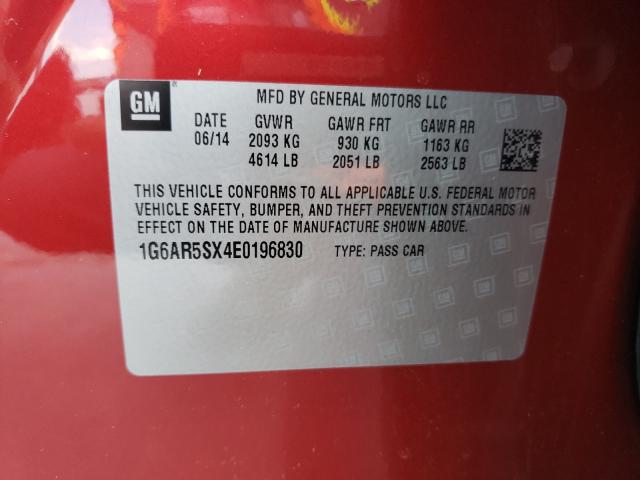 GM
MFD BY GENERAL MOTORS LLC
DATE GVWR GAWR FRT GAWR RR
06/14 2093 KG 930 KG 1163 KG
4614 LB 2051 LB 2563 LB
THIS VEHICLE CONFORMS TO ALL APPLICABLE U.S. FEDERAL MOTOR
VEHICLE SAFETY, BUMPER, AND THEFT PREVENTION STANDARDS IN
EFFECT ON THE DATE OF MANUFACTURE SHOWN ABOVE.
1G6AR5SX4E0196830 TYPE: PASS CAR